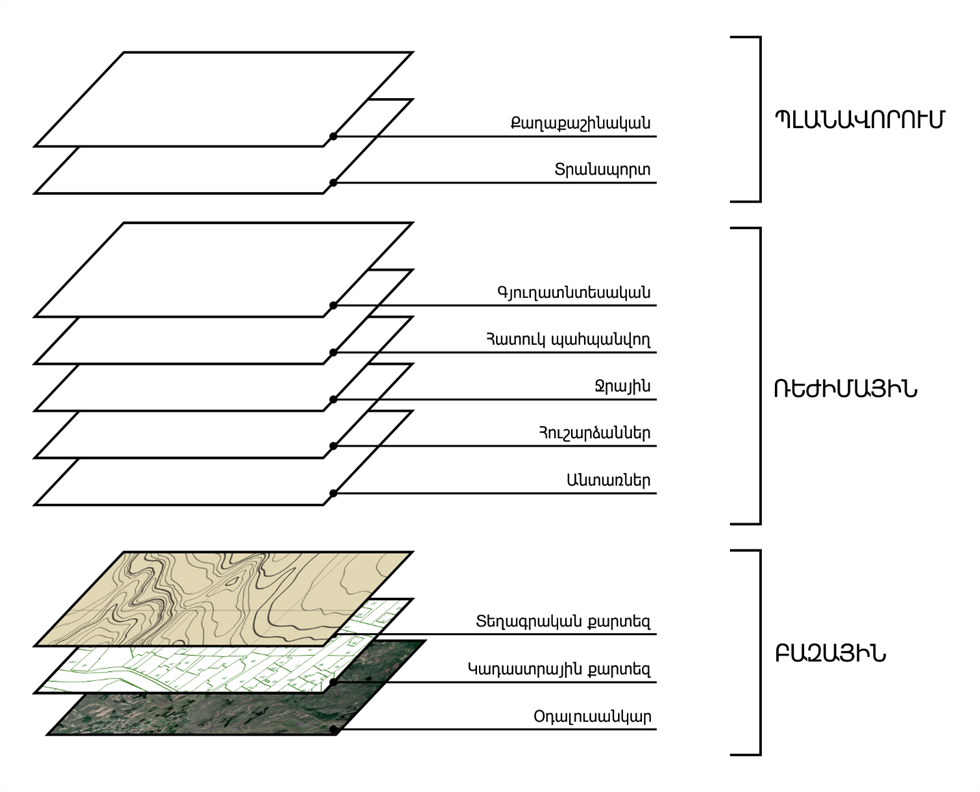 Քաղաքաշինական
Տրանսպորտ
ՊԼԱՆԱՎՈՐՈՒՄ
Գյուղատնտեսական
Հատուկ պահպանվող
Ջրային
Հուշարձաններ
Անտառներ
ՌԵԺԻՄԱՅԻՆ
Տեղագրական քարտեզ
Կադաստրային քարտեզ
Օդալուսանկար
ԲԱԶԱՅԻՆ